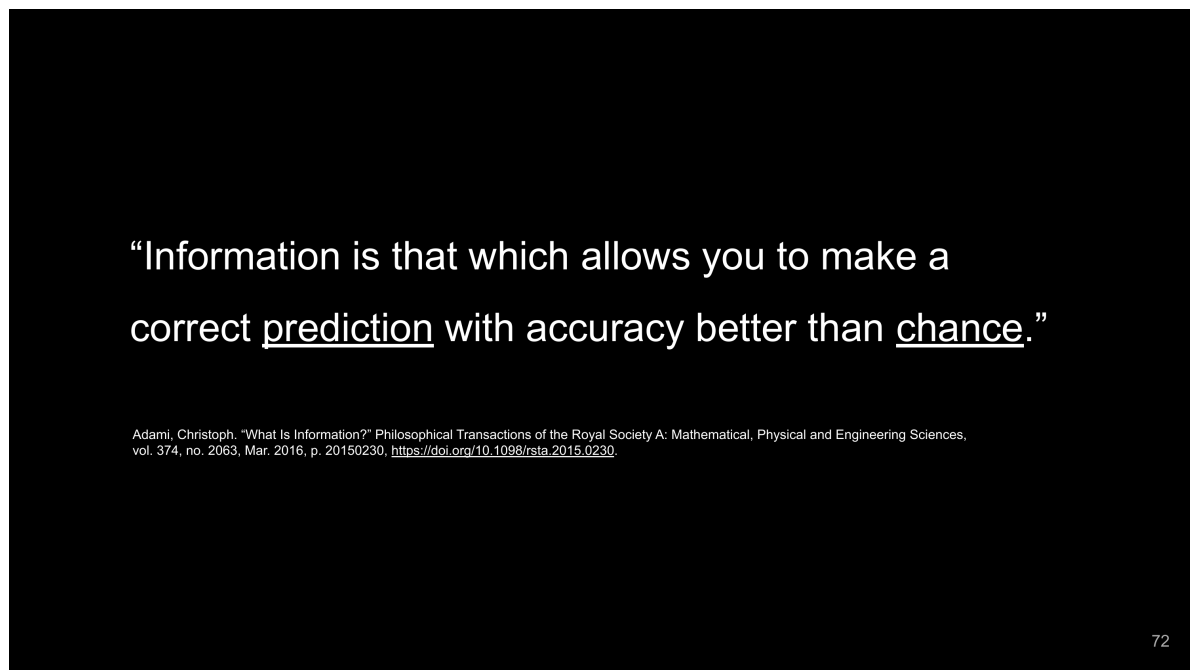 “Information is that which allows you to make a
correct prediction with accuracy better than chance.”
Adami, Christoph. “What Is Information?” Philosophical Transactions of the Royal Society A: Mathematical, Physical and Engineering Sciences,
vol. 374, no. 2063, Mar. 2016, p. 20150230, https://doi.org/10.1098/rsta.2015.0230.
72